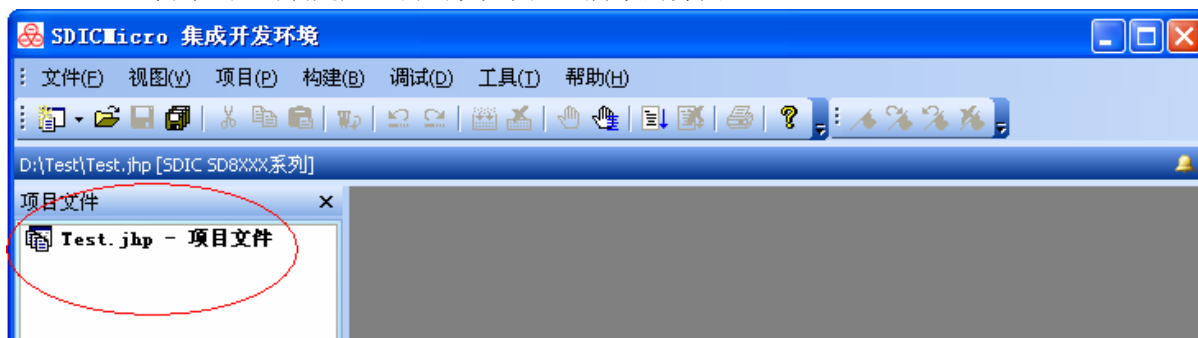 SDICMicro 集成开发环境
文件(F) 视图(V) 项目(P) 构建(B) 调试(D) 工具(T) 帮助(H)
D:\Test\Test.jhp [SDIC SD8XXX系列]
项目文件
Test.jhp - 项目文件